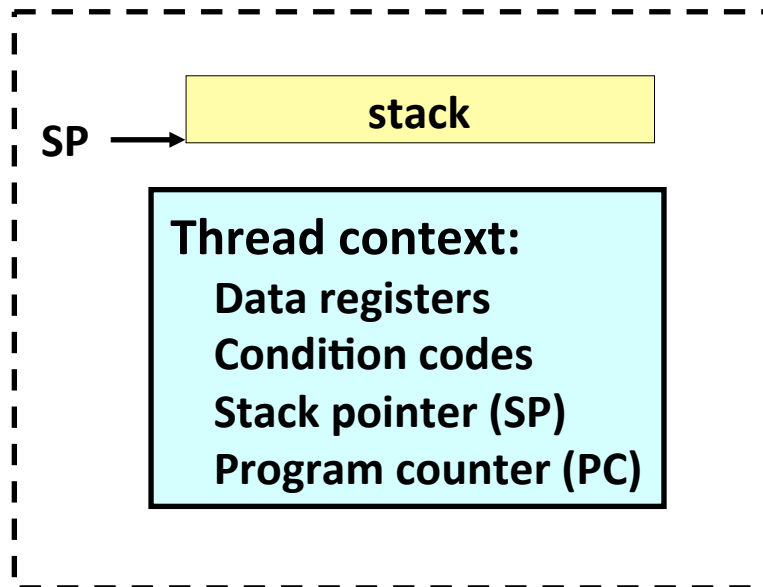 stack
SP
Thread context:
Data registers
Condition codes
Stack pointer (SP)
Program counter (PC)